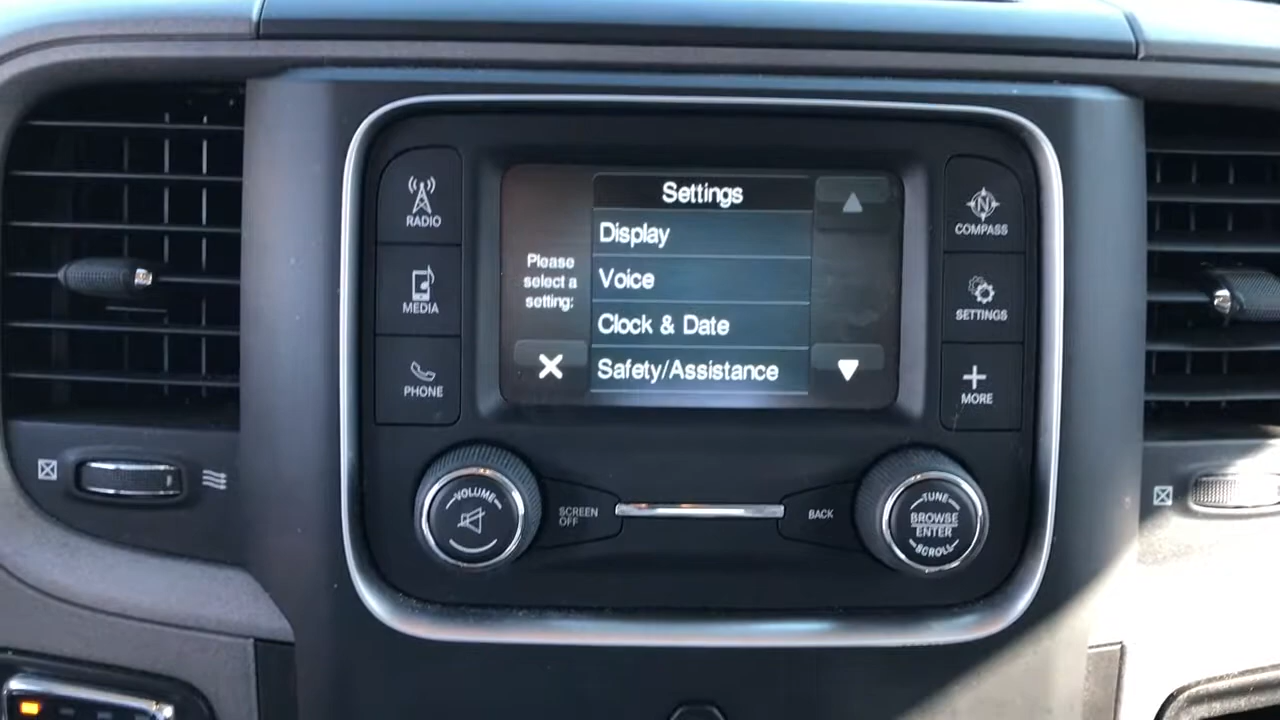 RADIO
MEDIA
PHONE
Settings
Please
select a
setting:
Display
Voice
Clock & Date
Safety/Assistance
N
COMPASS
SETTINGS
MORE
VOLUME
SCREEN
OFF
BACK
TUNE
BROWSE
ENTER
SCROLL